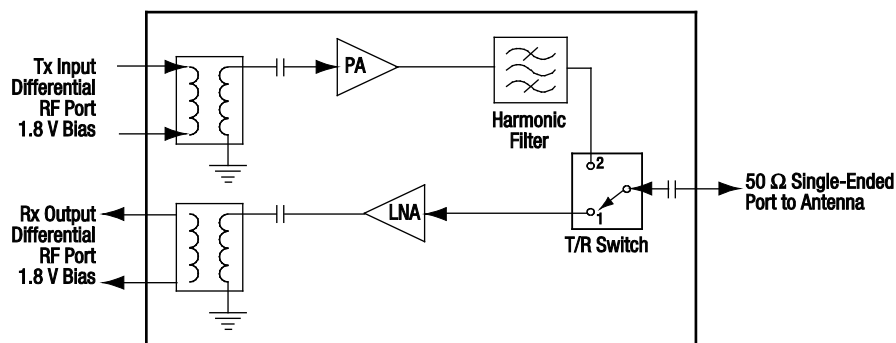 Tx Input
Differential
RF Port
1.8 V Bias
PA
Harmonic
Filter
2
1
T/R Switch
50 Ω Single-Ended
Port to Antenna
Rx Output
Differential
RF Port
1.8 V Bias
LNA